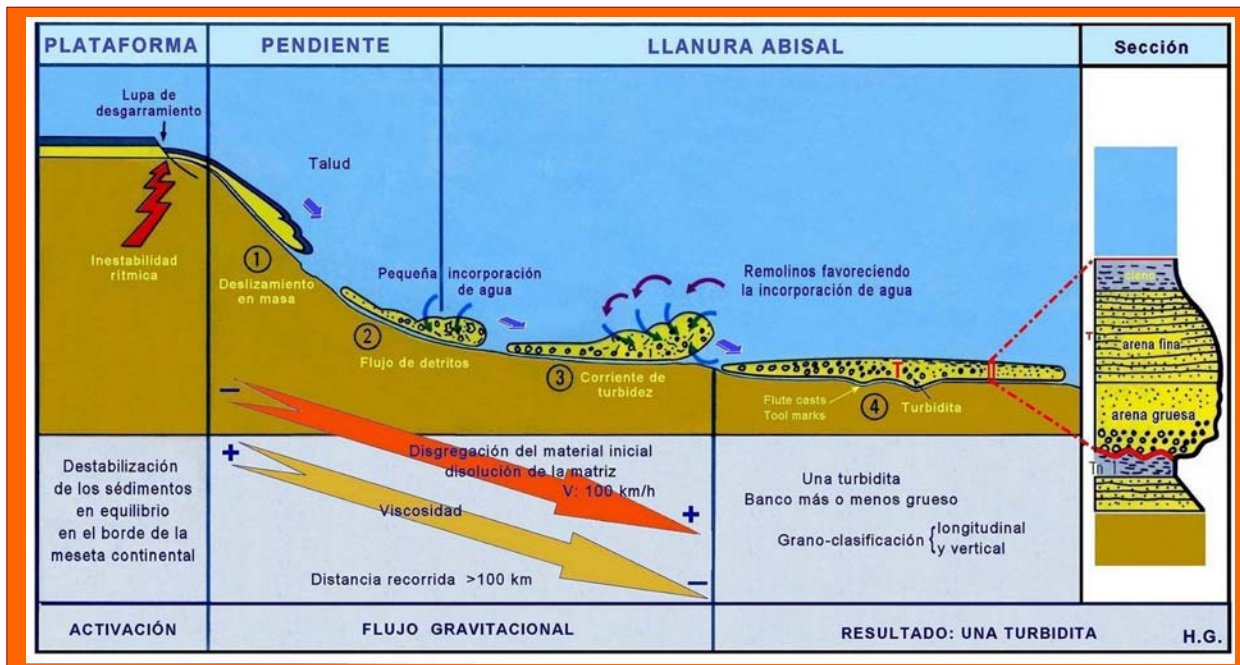 PLATAFORMA
PENDIENTE
LLANURA ABISAL
Sección
Lupa de
desgarramiento
Talud
Inestabilidad
rítmica
1
Deslizamiento
en masa
Pequeña incorporación
de agua
2
Flujo de detritos
Remolinos favoreciendo
la incorporación de agua
3
Corriente de
turbidez
T
Flute casts
Tool marks
4
Turbidita
cieno
T
arena fina
arena gruesa
Tn 1
Destabilización
de los sédimentos
en equilibrio
en el borde de la
meseta continental
−
+
Disgregación del material inicial
disolución de la matriz
V: 100 km/h
+
Viscosidad
−
Distancia recorrida >100 km
Una turbidita
Banco más o menos grueso
Grano-clasificación { longitudinal
y vertical
ACTIVACIÓN
FLUJO GRAVITACIONAL
RESULTADO: UNA TURBIDITA
H.G.